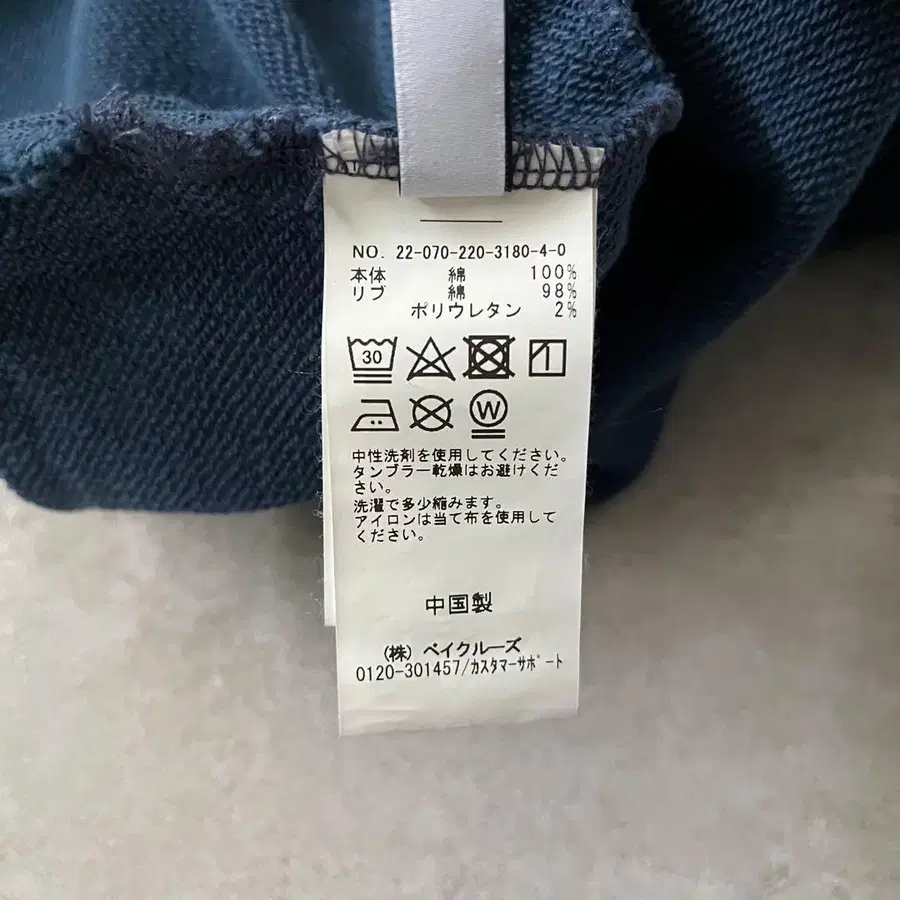 NO. 22-070-220-3180-4-0
本体 綿 100%
リブ 綿 98%
ポリウレタン 2%
30
W
中性洗剤を使用してください。
タンブラー乾燥はお避けくだ
さい。
洗濯で多少縮みます。
アイロンは当て布を使用して
ください。
中国製
(株) ベイクルーズ
0120-301457/カスタマーサポート